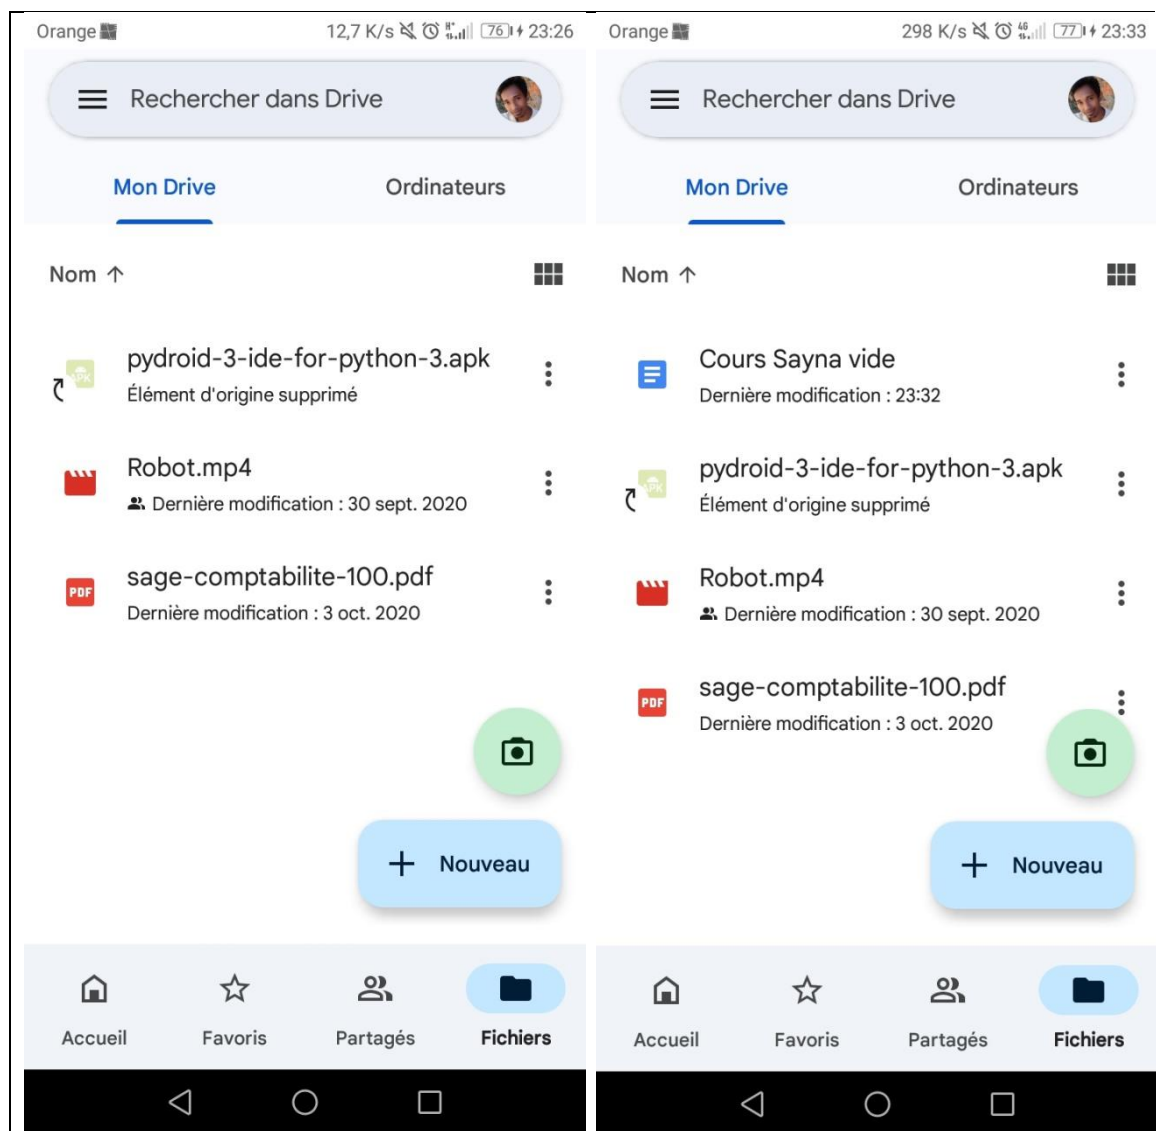 Orange 12,7 K/s 76 23:26
Rechercher dans Drive
Mon Drive Ordinateurs
Nom
pydroid-3-ide-for-python-3.apk
Élément d'origine supprimé
Robot.mp4
Dernière modification : 30 sept. 2020
PDF
sage-comptabilite-100.pdf
Dernière modification : 3 oct. 2020
Nouveau
Accueil Favoris Partagés Fichiers
Orange 298 K/s 4G 77 23:33
Rechercher dans Drive
Mon Drive Ordinateurs
Nom
Cours Sayna vide
Dernière modification : 23:32
pydroid-3-ide-for-python-3.apk
Élément d'origine supprimé
Robot.mp4
Dernière modification : 30 sept. 2020
PDF
sage-comptabilite-100.pdf
Dernière modification : 3 oct. 2020
Nouveau
Accueil Favoris Partagés Fichiers